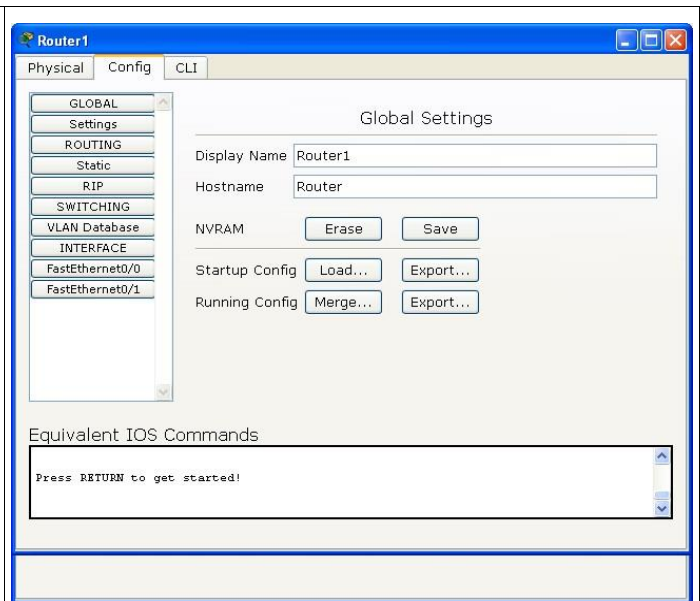 Router1
Physical Config CLI
GLOBAL
Settings
ROUTING
Static
RIP
SWITCHING
VLAN Database
INTERFACE
FastEthernet0/0
FastEthernet0/1
Global Settings
Display Name Router1
Hostname Router
NVRAM Erase Save
Startup Config Load... Export...
Running Config Merge... Export...
Equivalent IOS Commands
Press RETURN to get started!